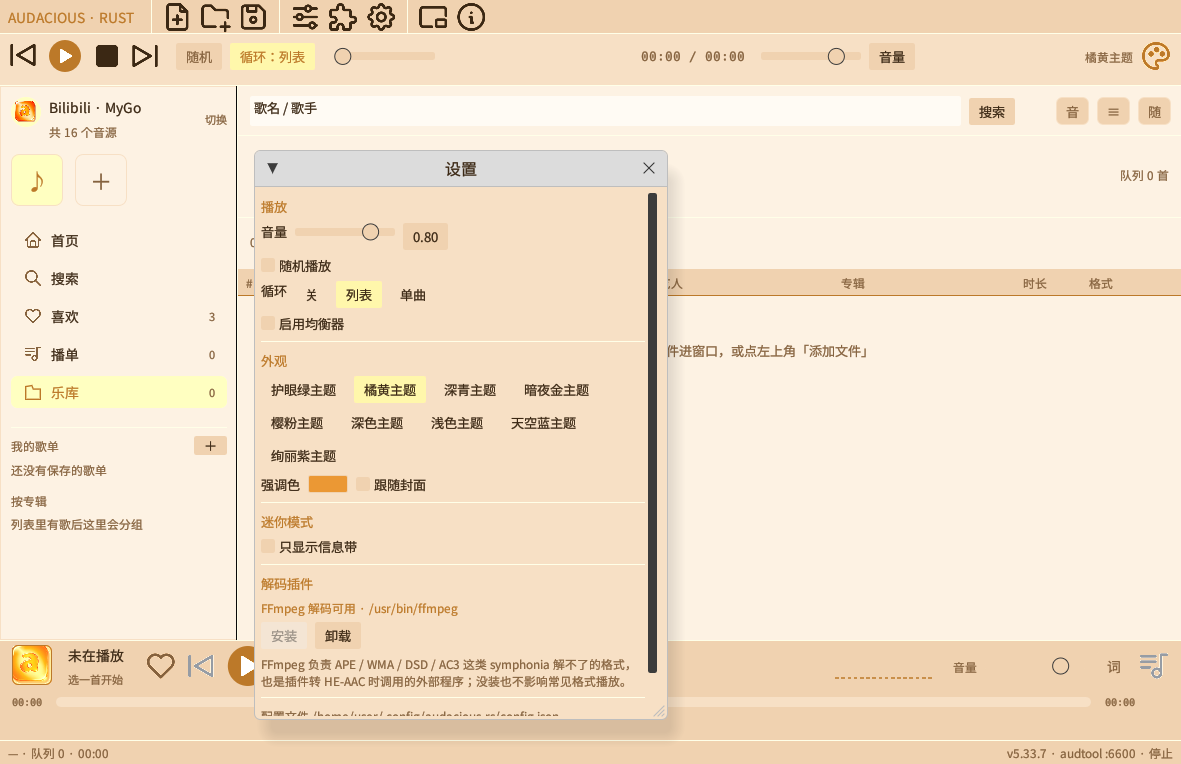 AUDACIOUS · RUST
随机
循环：列表
00:00 / 00:00
音量
橘黄主题
Bilibili · MyGo
共 16 个音源
切换
歌名 / 歌手
搜索
音
随
队列 0 首
首页
搜索
喜欢 3
播单 0
乐库 0
我的歌单
还没有保存的歌单
按专辑
列表里有歌后这里会分组
#
人
专辑
时长
格式
件进窗口，或点左上角「添加文件」
设置
播放
音量
0.80
随机播放
循环 关 列表 单曲
启用均衡器
外观
护眼绿主题 橘黄主题 深青主题 暗夜金主题
樱粉主题 深色主题 浅色主题 天空蓝主题
绚丽紫主题
强调色 跟随封面
迷你模式
只显示信息带
解码插件
FFmpeg 解码可用 · /usr/bin/ffmpeg
安装 卸载
FFmpeg 负责 APE / WMA / DSD / AC3 这类 symphonia 解不了的格式，
也是插件转 HE-AAC 时调用的外部程序；没装也不影响常见格式播放。
配置文件 /home/user/.config/audacious-rs/config.json
未在播放
选一首开始
00:00
音量
词
00:00
— · 队列 0 · 00:00
v5.33.7 · audtool :6600 · 停止